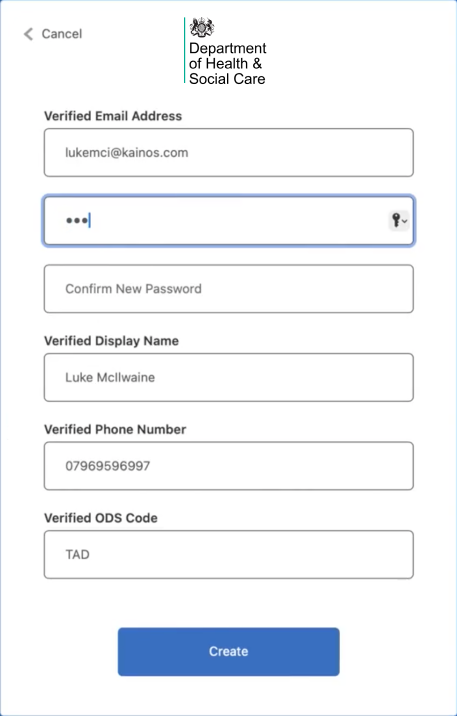 Cancel
Department
of Health &
Social Care
Verified Email Address
lukemci@kainos.com
•••
Confirm New Password
Verified Display Name
Luke McIlwaine
Verified Phone Number
07969596997
Verified ODS Code
TAD
Create